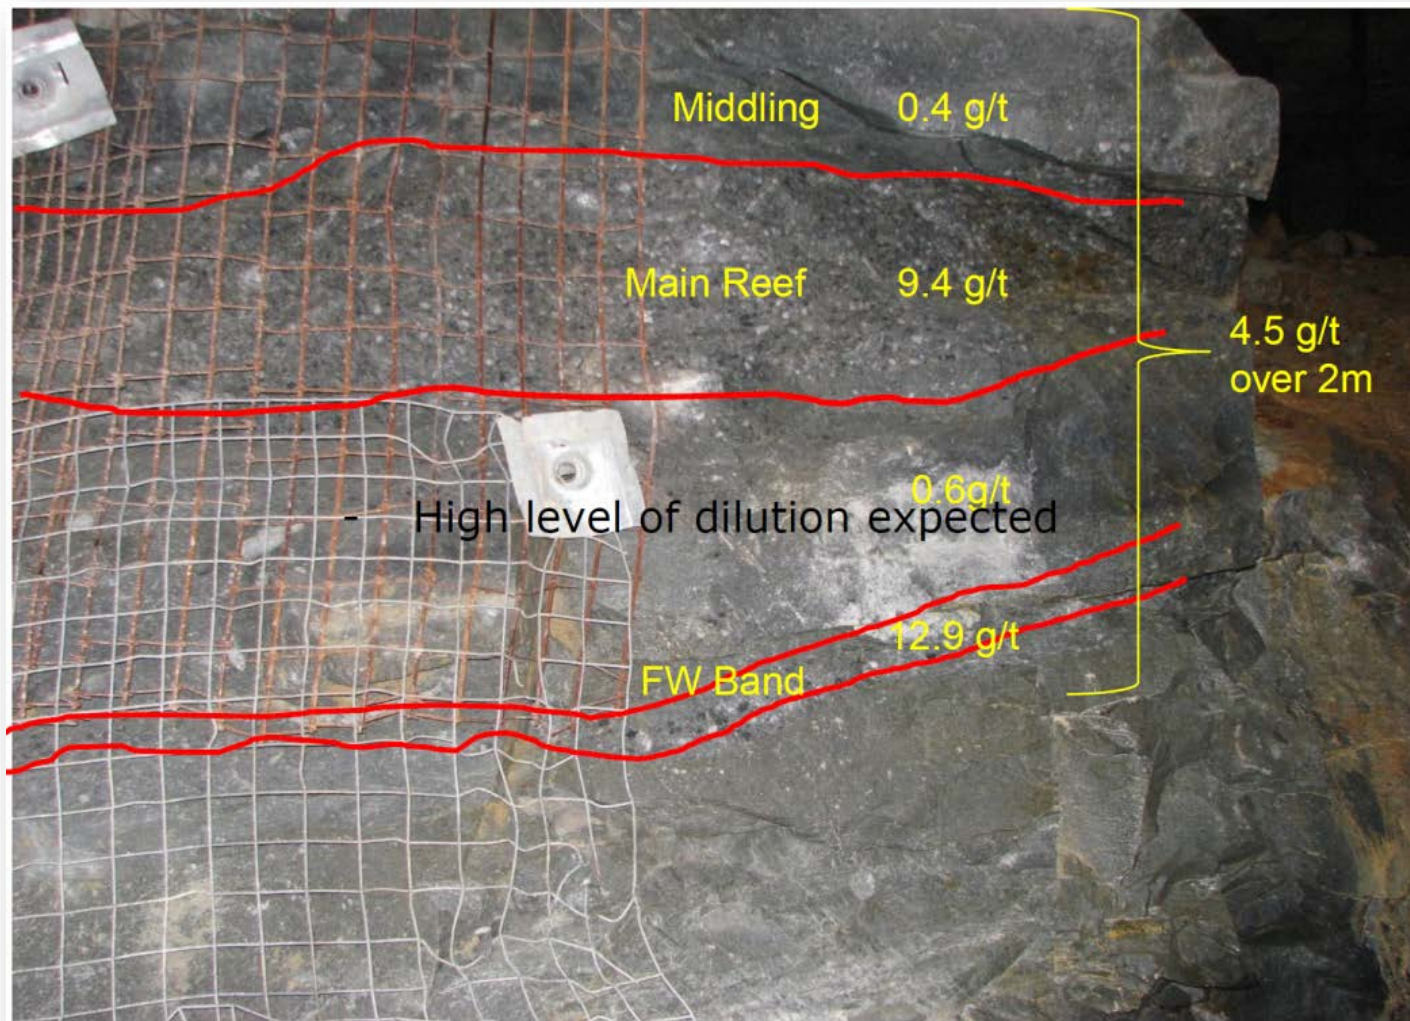 Middling 0.4 g/t
Main Reef 9.4 g/t
4.5 g/t
over 2m
0.6g/t
- High level of dilution expected
12.9 g/t
FW Band